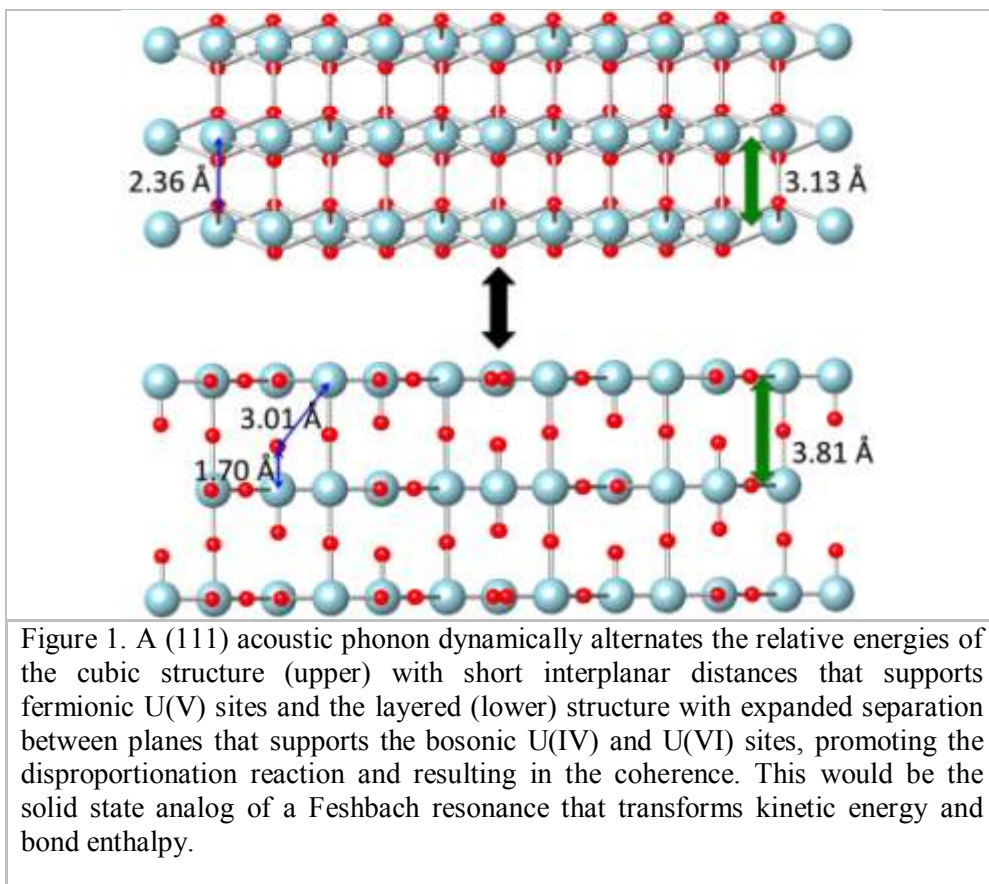 2.36 Å
3.13 Å
3.01 Å
1.70 Å
3.81 Å
Figure 1. A (111) acoustic phonon dynamically alternates the relative energies of
the cubic structure (upper) with short interplanar distances that supports
fermionic U(V) sites and the layered (lower) structure with expanded separation
between planes that supports the bosonic U(IV) and U(VI) sites, promoting the
disproportionation reaction and resulting in the coherence. This would be the
solid state analog of a Feshbach resonance that transforms kinetic energy and
bond enthalpy.